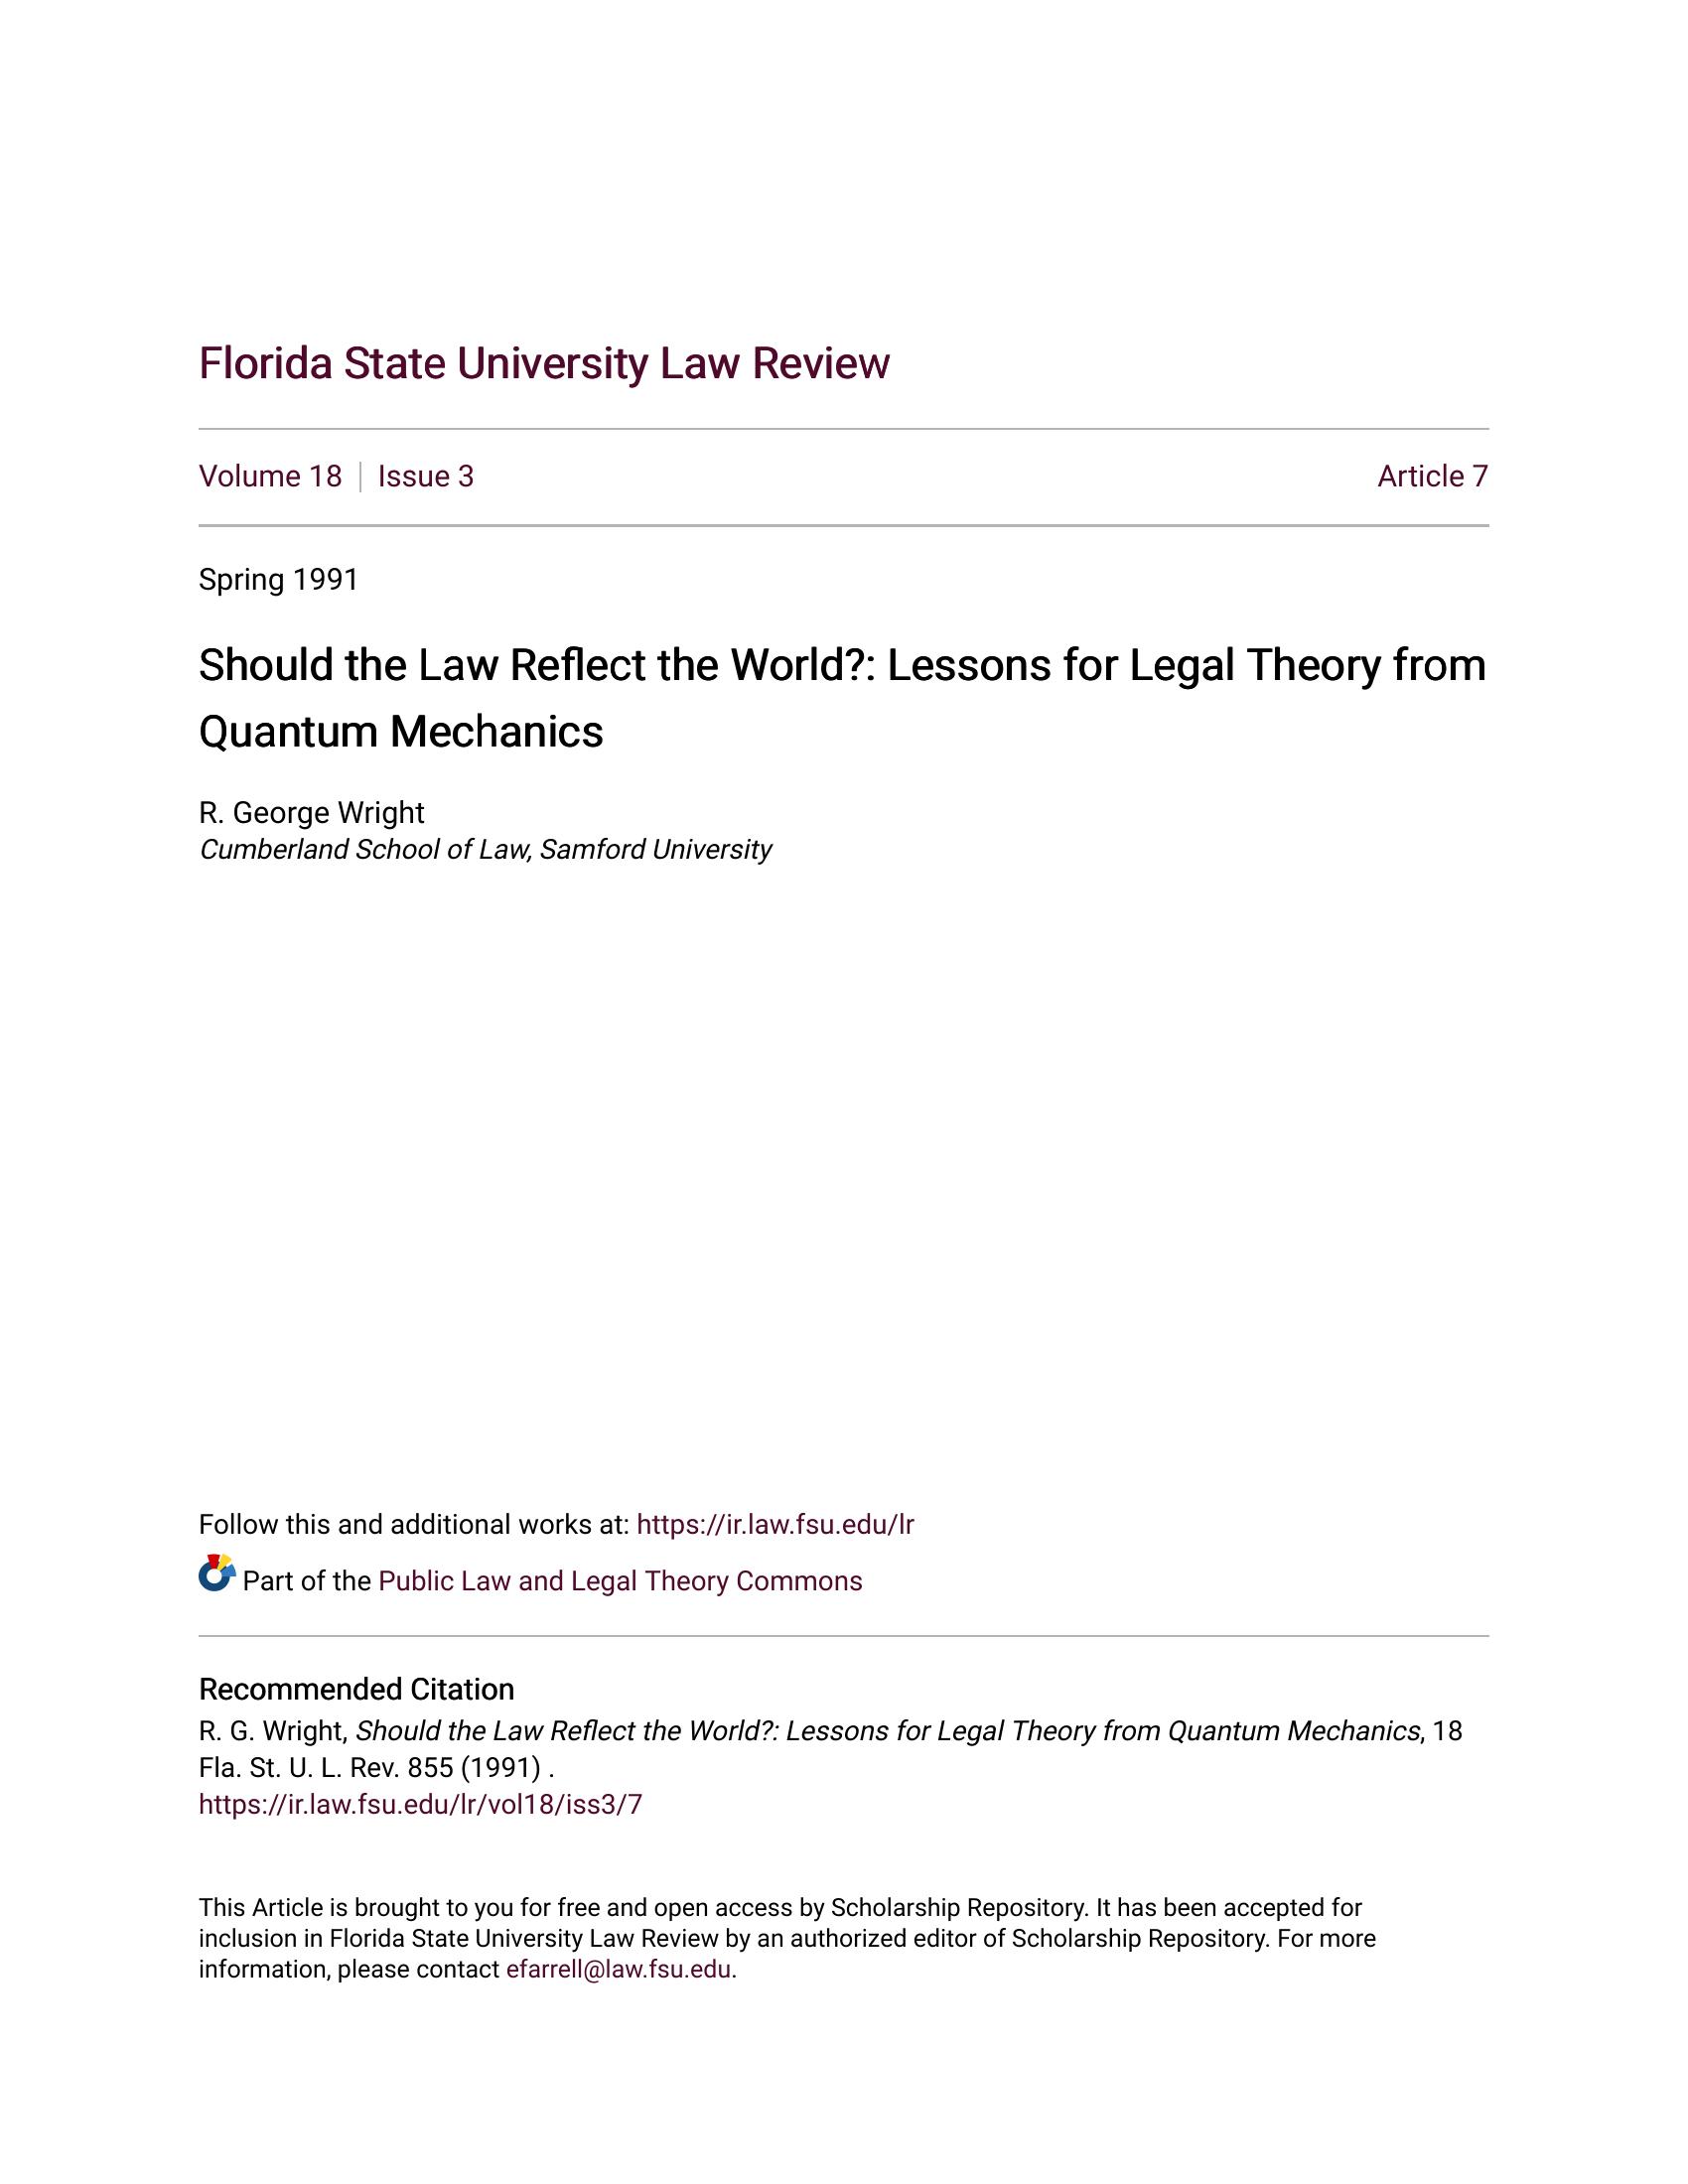 Florida State University Law Review
Volume 18 | Issue 3 Article 7
Spring 1991
Should the Law Reflect the World?: Lessons for Legal Theory from
Quantum Mechanics
R. George Wright
Cumberland School of Law, Samford University
Follow this and additional works at: https://ir.law.fsu.edu/lr
Part of the Public Law and Legal Theory Commons
Recommended Citation
R. G. Wright, Should the Law Reflect the World?: Lessons for Legal Theory from Quantum Mechanics, 18
Fla. St. U. L. Rev. 855 (1991) .
https://ir.law.fsu.edu/lr/vol18/iss3/7
This Article is brought to you for free and open access by Scholarship Repository. It has been accepted for
inclusion in Florida State University Law Review by an authorized editor of Scholarship Repository. For more
information, please contact efarrell@law.fsu.edu.